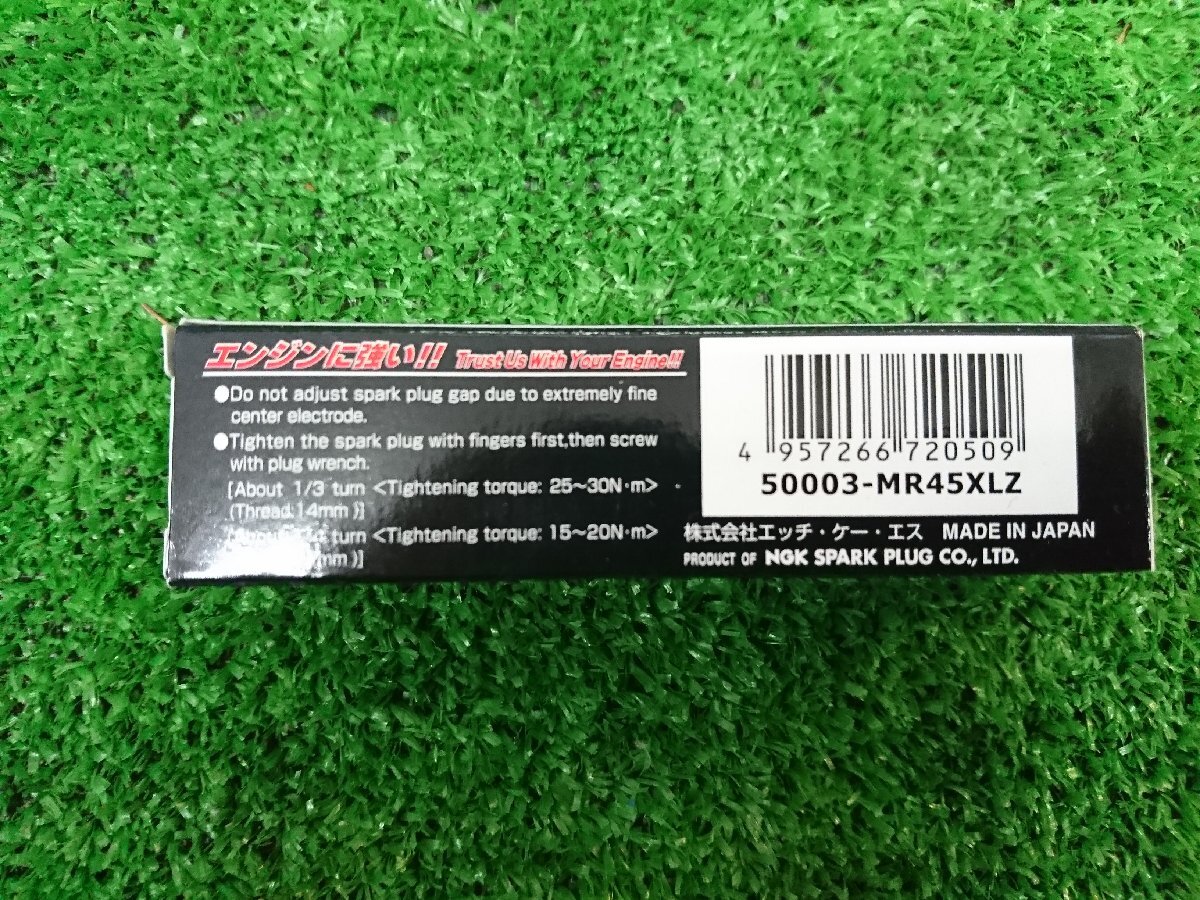 エンジンに強い!! Trust Us With Your Engine!!
●Do not adjust spark plug gap due to extremely fine
center electrode.
●Tighten the spark plug with fingers first,then screw
with plug wrench.
[About 1/3 turn <Tightening torque: 25～30N·m>
(Thread:14mm)]
turn <Tightening torque: 15～20N·m>
mm)]
4 957266 720509
50003-MR45XLZ
株式会社エッチ・ケー・エス MADE IN JAPAN
PRODUCT OF NGK SPARK PLUG CO., LTD.